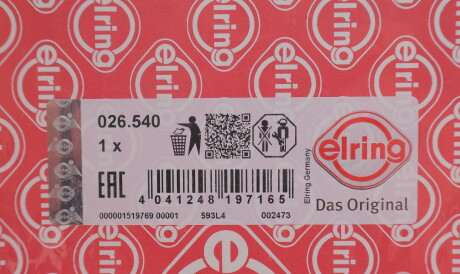 026.540
1 x
EAC
4 041248 197165
000001519769 00001 593L4 002473
Elring Germany
elring
Das Original